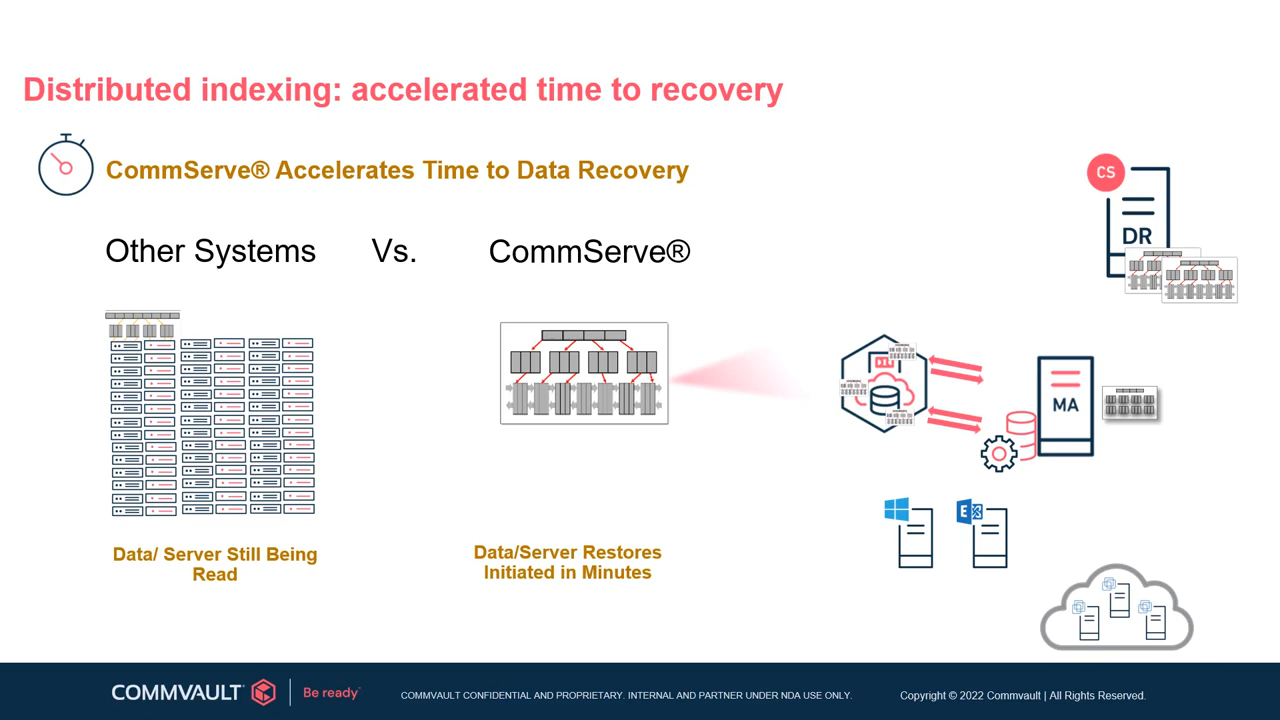 Distributed indexing: accelerated time to recovery
CommServe® Accelerates Time to Data Recovery
Other Systems
Vs.
CommServe®
CS
DR
MA
E
Data/ Server Still Being
Read
Data/Server Restores
Initiated in Minutes
COMMVAULT
Be ready™
COMMVAULT CONFIDENTIAL AND PROPRIETARY. INTERNAL AND PARTNER UNDER NDA USE ONLY.
Copyright © 2022 Commvault | All Rights Reserved.